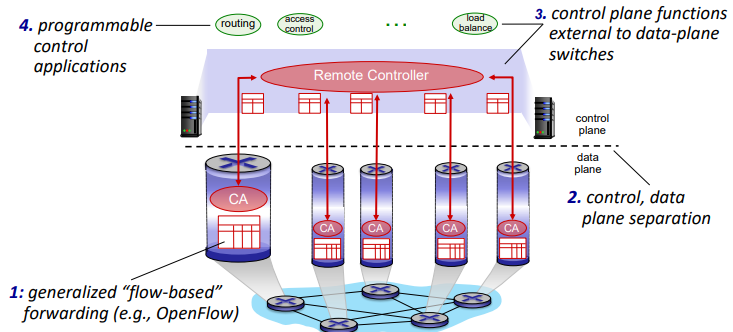 4. programmable
control
applications
routing
access
control
. . .
load
balance
3. control plane functions
external to data-plane
switches
Remote Controller
control
plane
data
plane
CA
CA
CA
CA
CA
2. control, data
plane separation
1: generalized “flow-based”
forwarding (e.g., OpenFlow)